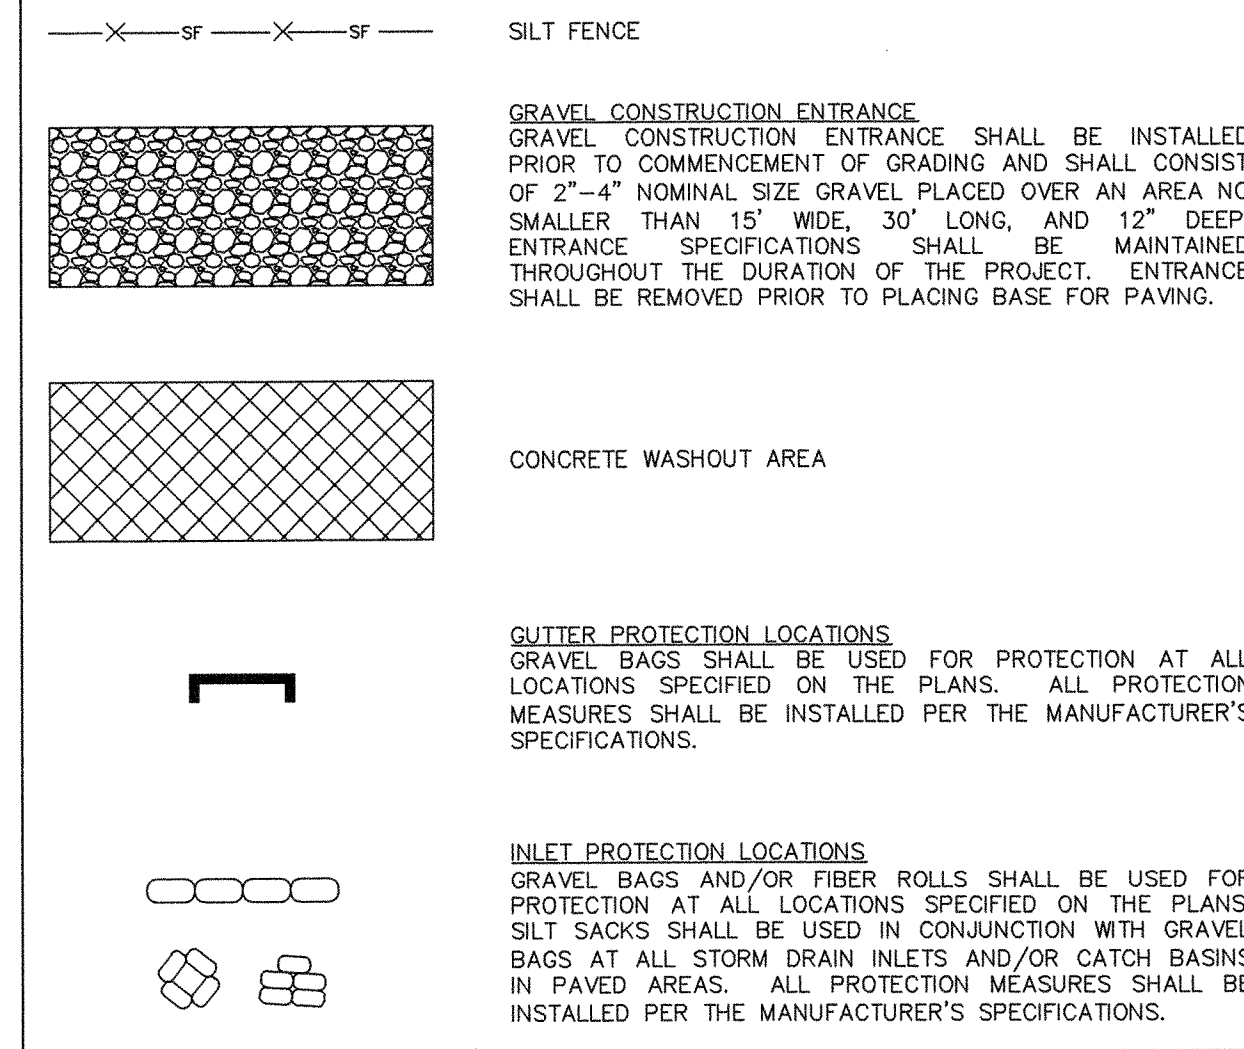 SF SF SILT FENCE
GRAVEL CONSTRUCTION ENTRANCE
GRAVEL CONSTRUCTION ENTRANCE SHALL BE INSTALLED
PRIOR TO COMMENCEMENT OF GRADING AND SHALL CONSIST
OF 2"-4" NOMINAL SIZE GRAVEL PLACED OVER AN AREA NO
SMALLER THAN 15' WIDE, 30' LONG, AND 12" DEEP
ENTRANCE SPECIFICATIONS SHALL BE MAINTAINED
THROUGHOUT THE DURATION OF THE PROJECT. ENTRANCE
SHALL BE REMOVED PRIOR TO PLACING BASE FOR PAVING.
CONCRETE WASHOUT AREA
GUTTER PROTECTION LOCATIONS
GRAVEL BAGS SHALL BE USED FOR PROTECTION AT ALL
LOCATIONS SPECIFIED ON THE PLANS. ALL PROTECTION
MEASURES SHALL BE INSTALLED PER THE MANUFACTURER'S
SPECIFICATIONS.
INLET PROTECTION LOCATIONS
GRAVEL BAGS AND/OR FIBER ROLLS SHALL BE USED FOR
PROTECTION AT ALL LOCATIONS SPECIFIED ON THE PLANS
SILT SACKS SHALL BE USED IN CONJUNCTION WITH GRAVEL
BAGS AT ALL STORM DRAIN INLETS AND/OR CATCH BASINS
IN PAVED AREAS. ALL PROTECTION MEASURES SHALL BE
INSTALLED PER THE MANUFACTURER'S SPECIFICATIONS.